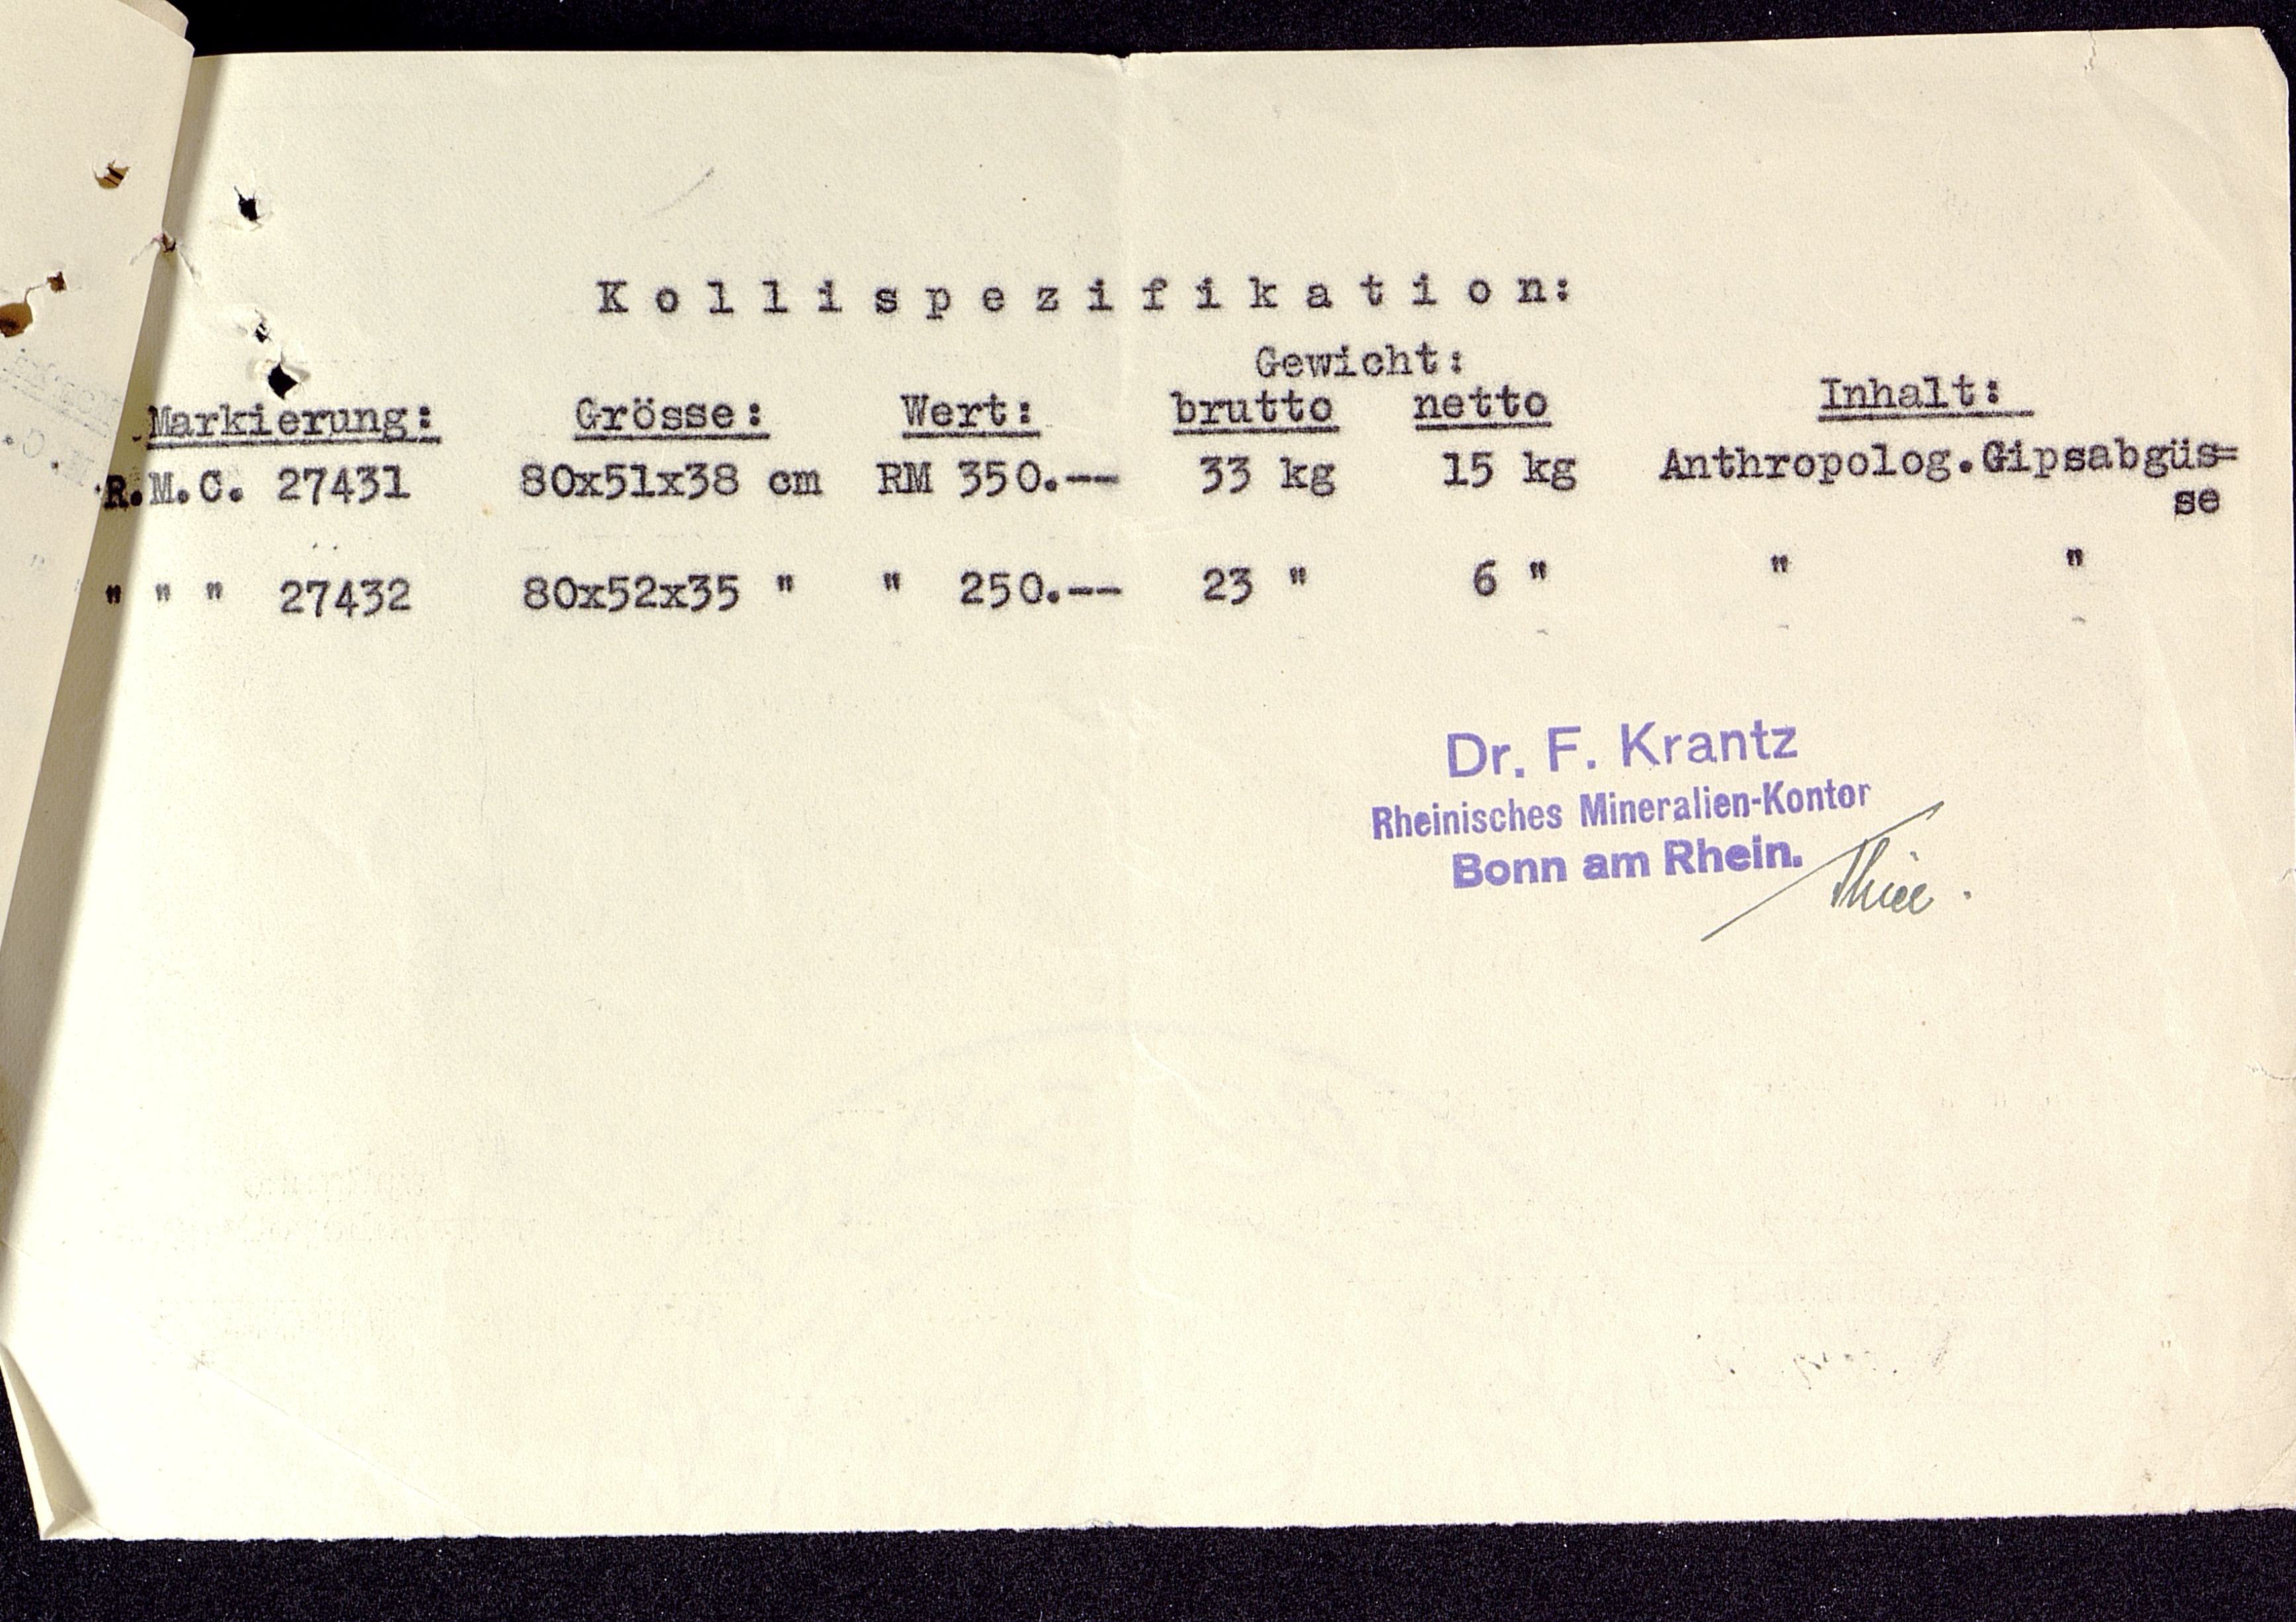 Kollispezifikation:
Gewicht:
Markierung: Grösse: Wert: brutto netto Inhalt:
R.M.C. 27431 80x51x38 cm RM 350.-- 33 kg 15 kg Anthropolog.Gipsabgüs=
se
" " " 27432 80x52x35 " " 250.-- 23 " 6 " " "
Dr. F. Krantz
Rheinisches Mineralien-Kontor
Bonn am Rhein.